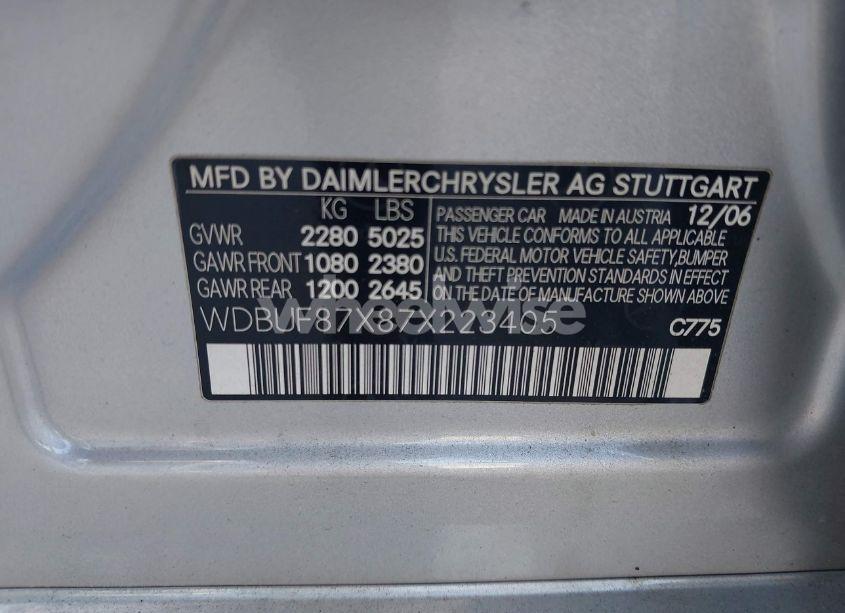 MFD BY DAIMLERCHRYSLER AG STUTTGART
KG LBS
GVWR 2280 5025
GAWR FRONT 1080 2380
GAWR REAR 1200 2645
PASSENGER CAR MADE IN AUSTRIA 12/06
THIS VEHICLE CONFORMS TO ALL APPLICABLE
U.S. FEDERAL MOTOR VEHICLE SAFETY,BUMPER
AND THEFT PREVENTION STANDARDS IN EFFECT
ON THE DATE OF MANUFACTURE SHOWN ABOVE
WDBUF87X87X223405 C775